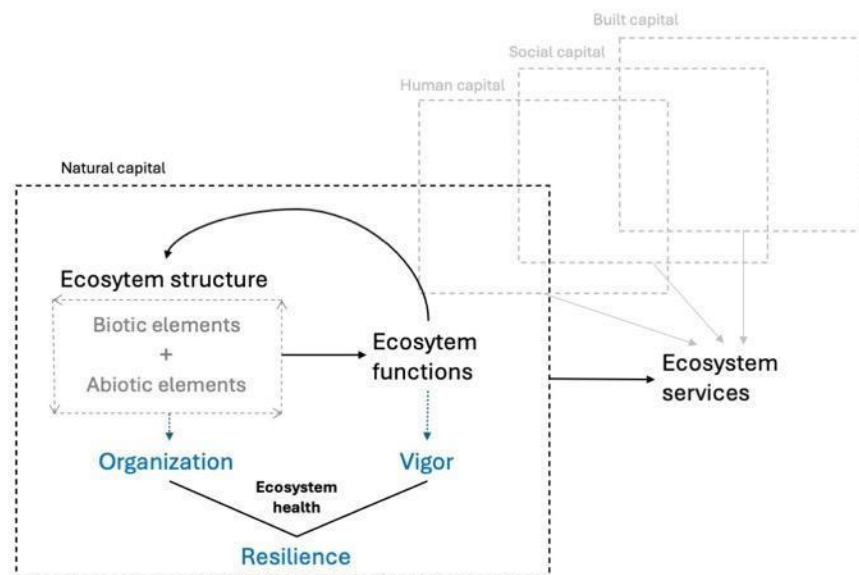 Built capital
Social capital
Human capital
Natural capital
Ecosytem structure
Biotic elements
+
Abiotic elements
Ecosytem
functions
Ecosystem
services
Organization
Vigor
Ecosystem
health
Resilience